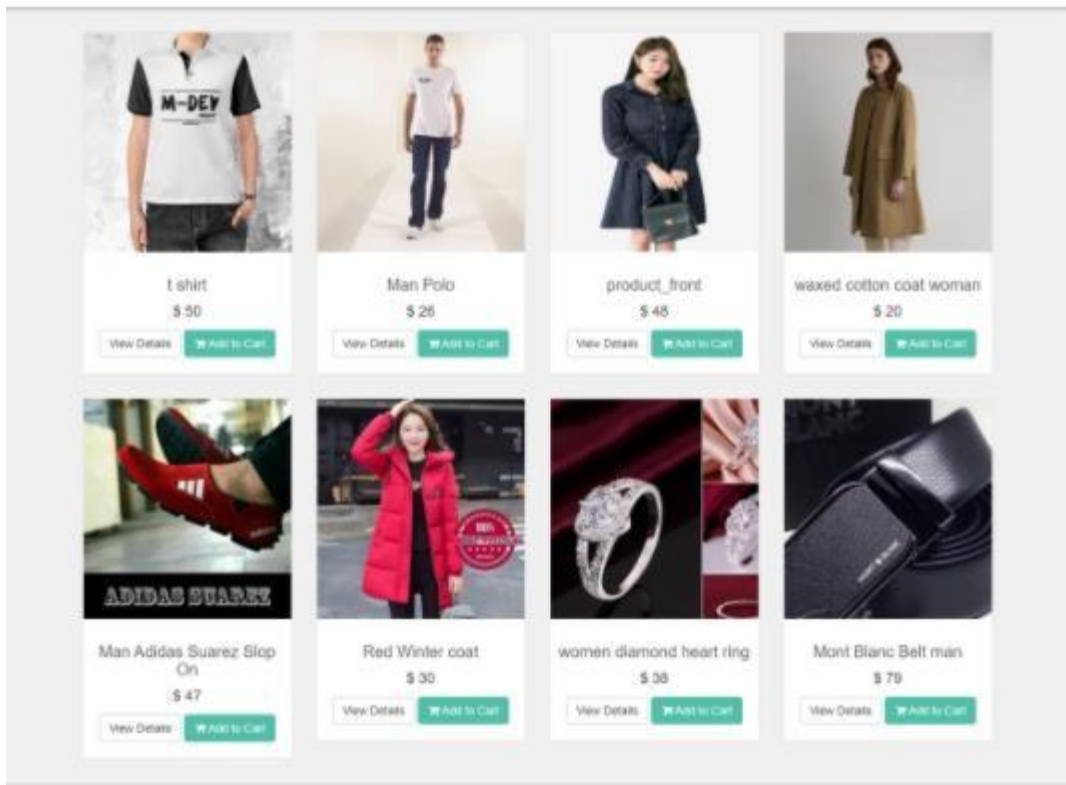 M-DEV
t shirt
$ 50
View Details Add to Cart
Man Polo
$ 26
View Details Add to Cart
product_front
$ 48
View Details Add to Cart
waxed cotton coat woman
$ 20
View Details Add to Cart
ADIDAS SUAREZ
Man Adidas Suarez Slop
On
$ 47
View Details Add to Cart
100%
Red Winter coat
$ 30
View Details Add to Cart
women diamond heart ring
$ 38
View Details Add to Cart
MONT
BLANC
Mont Blanc Belt man
$ 79
View Details Add to Cart